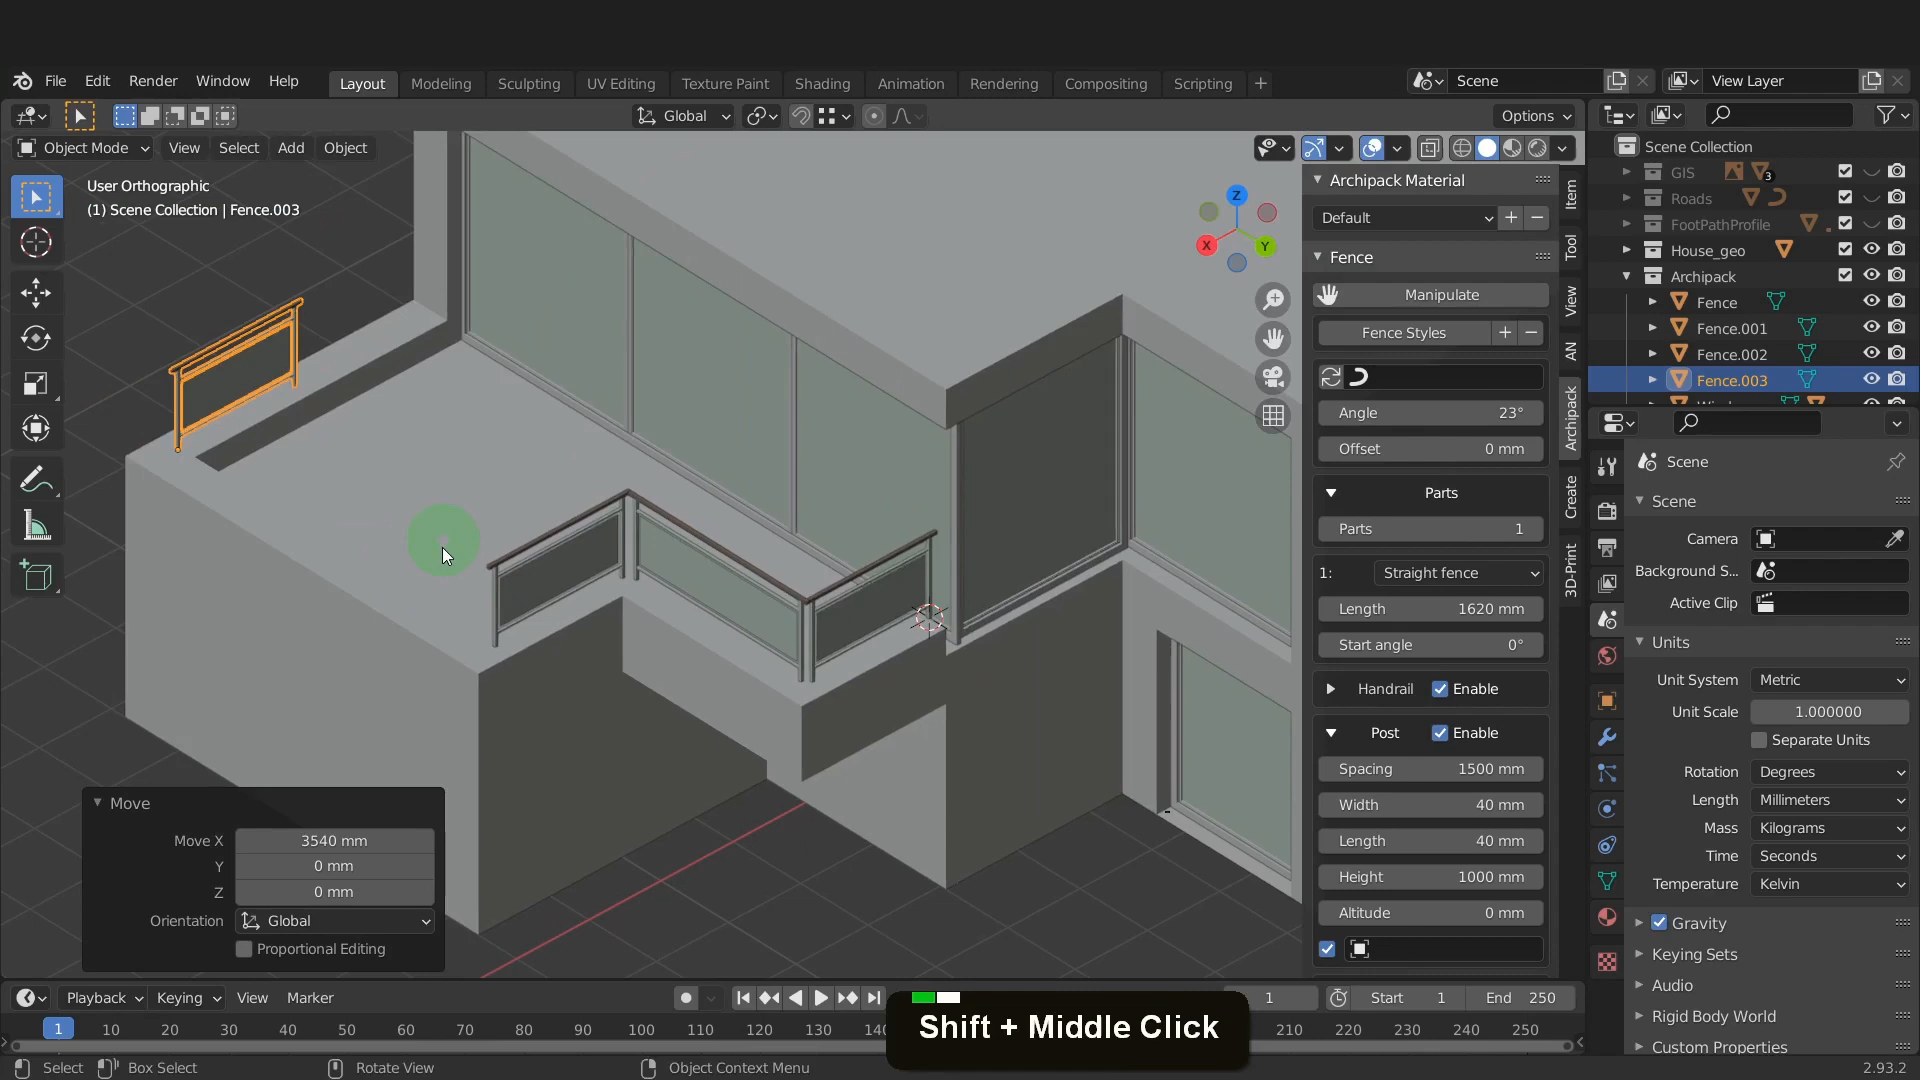 File Edit Render Window Help
Layout Modeling Sculpting UV Editing Texture Paint Shading Animation Rendering Compositing Scripting +
Scene
View Layer
Global
Options
Object Mode View Select Add Object
User Orthographic
(1) Scene Collection | Fence.003
Z
X
Y
Archipack Material
Default
Fence
Manipulate
Fence Styles
Angle 23°
Offset 0 mm
Parts
Parts 1
1: Straight fence
Length 1620 mm
Start angle 0°
Handrail Enable
Post Enable
Spacing 1500 mm
Width 40 mm
Length 40 mm
Height 1000 mm
Altitude 0 mm
Item
Tool
View
AN
Archipack
Create
3D-Print
Scene Collection
GIS 3
Roads
FootPathProfile
House_geo
Archipack
Fence
Fence.001
Fence.002
Fence.003
Scene
Scene
Camera
Background S...
Active Clip
Units
Unit System Metric
Unit Scale 1.000000
Separate Units
Rotation Degrees
Length Millimeters
Mass Kilograms
Time Seconds
Temperature Kelvin
Gravity
Keying Sets
Audio
Rigid Body World
Custom Properties
Move
Move X 3540 mm
Y 0 mm
Z 0 mm
Orientation Global
Proportional Editing
Playback Keying View Marker
1 Start 1 End 250
1 10 20 30 40 50 60 70 80 90 100 110 120 130 210 220 230 240 250
Shift + Middle Click
Select Box Select Rotate View Object Context Menu 2.93.2